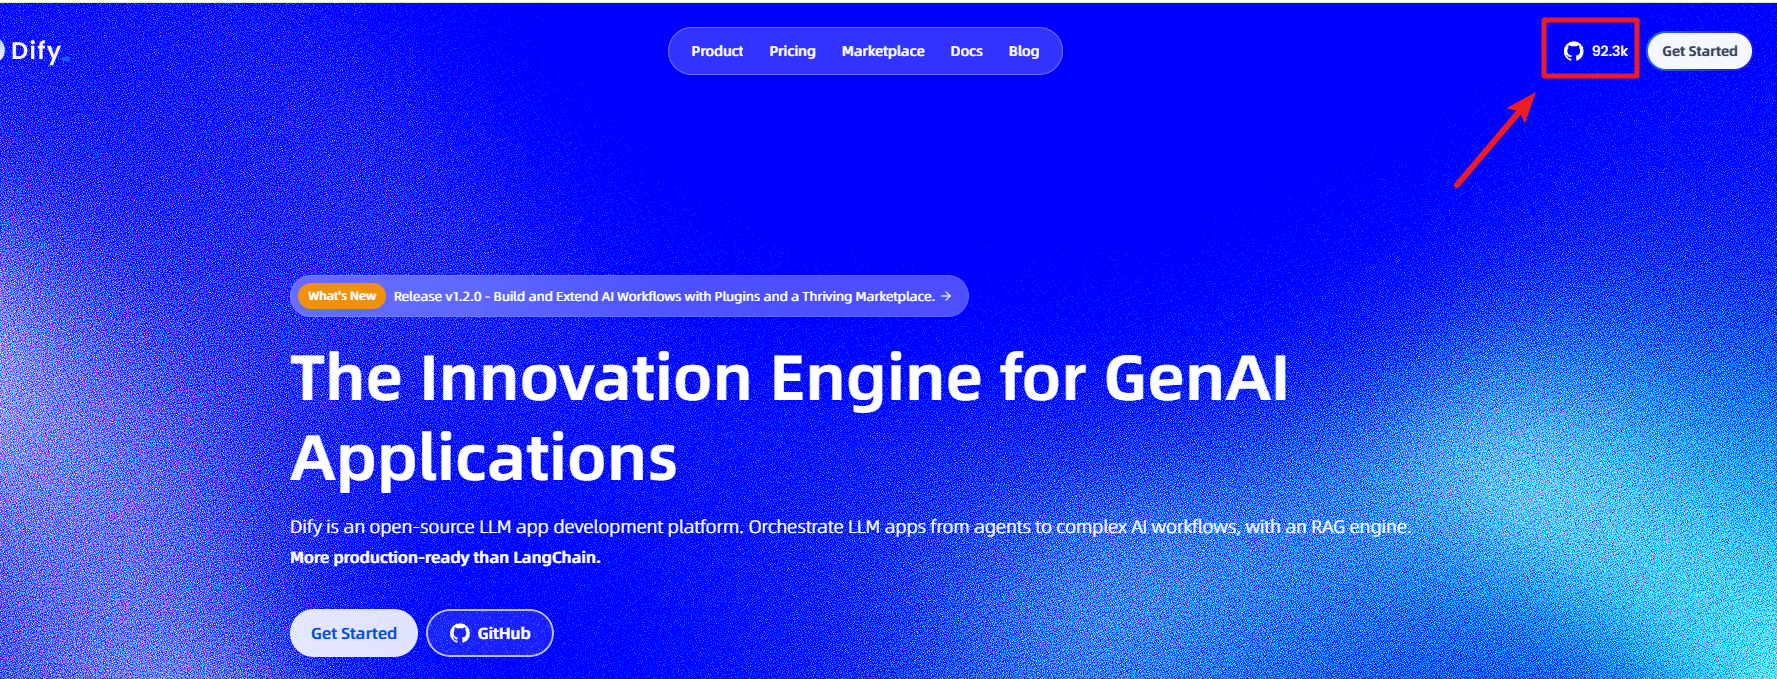 Dify
Product Pricing Marketplace Docs Blog
92.3k
Get Started
What's New Release v1.2.0 - Build and Extend AI Workflows with Plugins and a Thriving Marketplace. →
The Innovation Engine for GenAI
Applications
Dify is an open-source LLM app development platform. Orchestrate LLM apps from agents to complex AI workflows, with an RAG engine.
More production-ready than LangChain.
Get Started GitHub